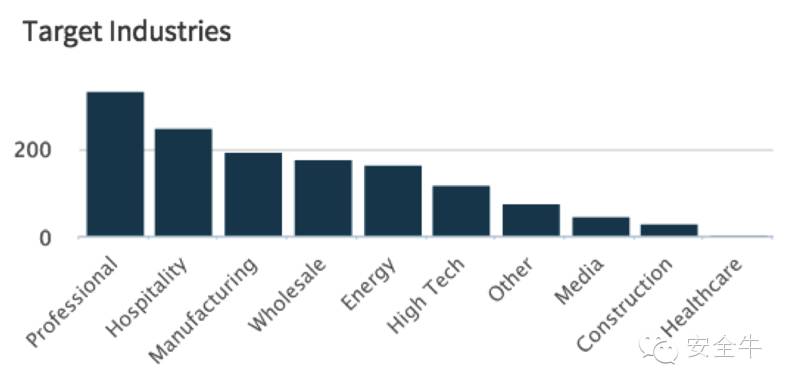 Target Industries
200
0
Professional
Hospitality
Manufacturing
Wholesale
Energy
High Tech
Other
Media
Construction
Healthcare
安全牛